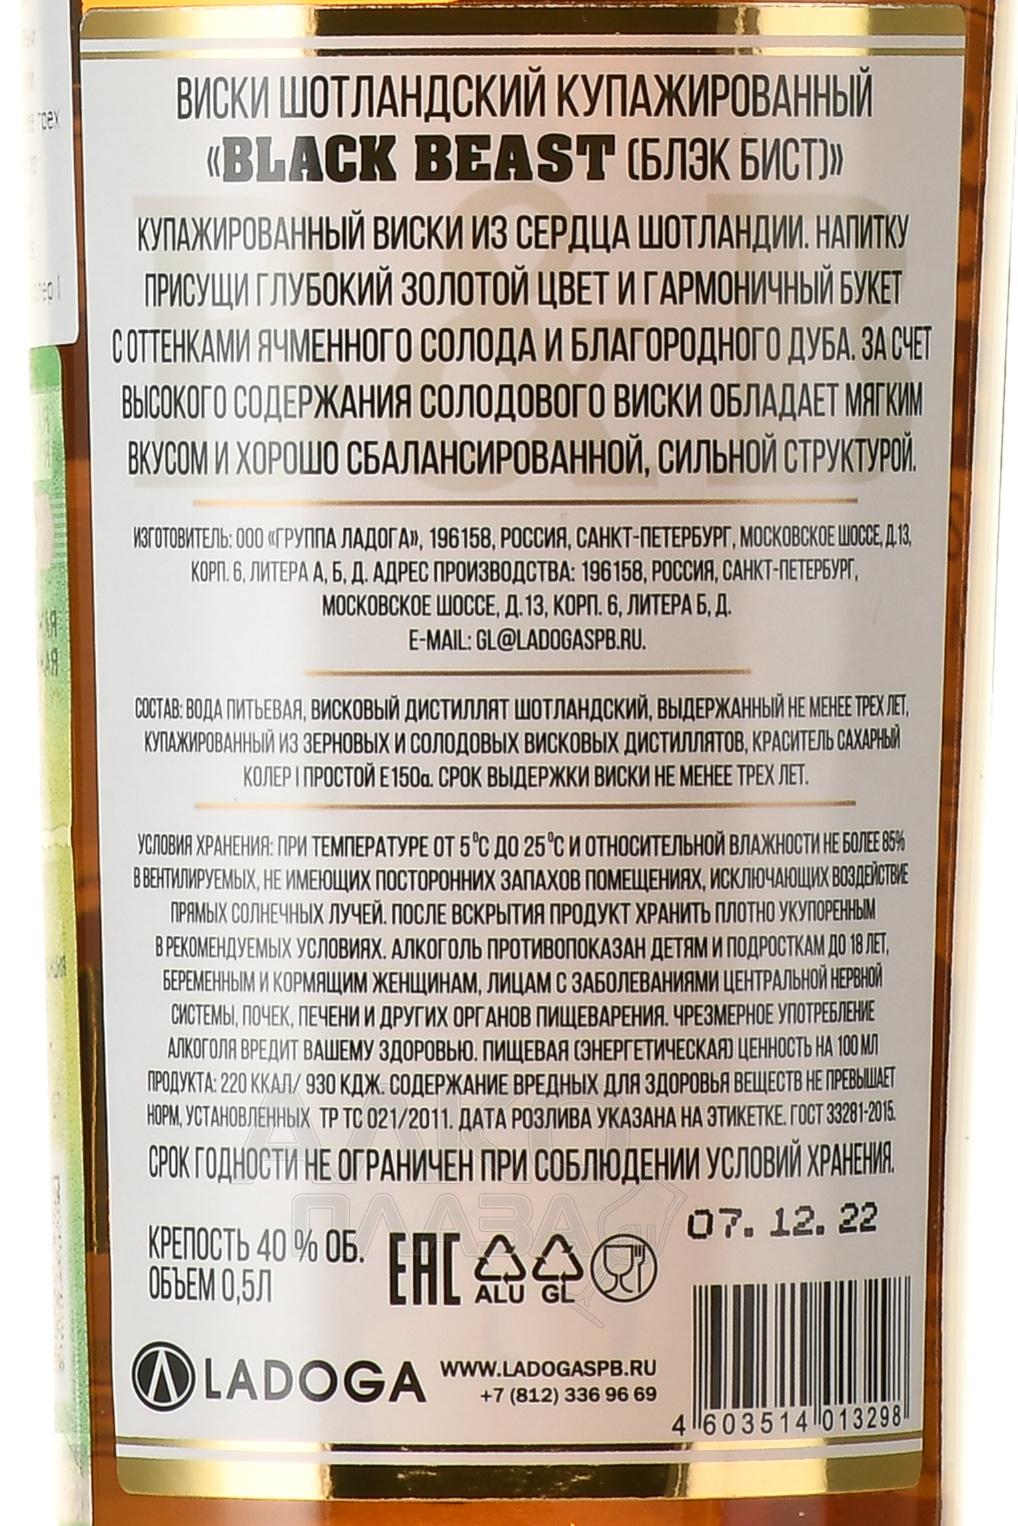 ВИСКИ ШОТЛАНДСКИЙ КУПАЖИРОВАННЫЙ
«BLACK BEAST (БЛЭК БИСТ)»
B&B
КУПАЖИРОВАННЫЙ ВИСКИ ИЗ СЕРДЦА ШОТЛАНДИИ. НАПИТКУ
ПРИСУЩИ ГЛУБОКИЙ ЗОЛОТОЙ ЦВЕТ И ГАРМОНИЧНЫЙ БУКЕТ
С ОТТЕНКАМИ ЯЧМЕННОГО СОЛОДА И БЛАГОРОДНОГО ДУБА. ЗА СЧЕТ
ВЫСОКОГО СОДЕРЖАНИЯ СОЛОДОВОГО ВИСКИ ОБЛАДАЕТ МЯГКИМ
ВКУСОМ И ХОРОШО СБАЛАНСИРОВАННОЙ, СИЛЬНОЙ СТРУКТУРОЙ.
ИЗГОТОВИТЕЛЬ: ООО «ГРУППА ЛАДОГА», 196158, РОССИЯ, САНКТ-ПЕТЕРБУРГ, МОСКОВСКОЕ ШОССЕ, Д.13,
КОРП. 6, ЛИТЕРА А, Б, Д. АДРЕС ПРОИЗВОДСТВА: 196158, РОССИЯ, САНКТ-ПЕТЕРБУРГ,
МОСКОВСКОЕ ШОССЕ, Д.13, КОРП. 6, ЛИТЕРА Б, Д.
E-MAIL: GL@LADOGASPB.RU.
СОСТАВ: ВОДА ПИТЬЕВАЯ, ВИСКОВЫЙ ДИСТИЛЛЯТ ШОТЛАНДСКИЙ, ВЫДЕРЖАННЫЙ НЕ МЕНЕЕ ТРЕХ ЛЕТ,
КУПАЖИРОВАННЫЙ ИЗ ЗЕРНОВЫХ И СОЛОДОВЫХ ВИСКОВЫХ ДИСТИЛЛЯТОВ, КРАСИТЕЛЬ САХАРНЫЙ
КОЛЕР I ПРОСТОЙ Е150а. СРОК ВЫДЕРЖКИ ВИСКИ НЕ МЕНЕЕ ТРЕХ ЛЕТ.
УСЛОВИЯ ХРАНЕНИЯ: ПРИ ТЕМПЕРАТУРЕ ОТ 5 °С ДО 25 °С И ОТНОСИТЕЛЬНОЙ ВЛАЖНОСТИ НЕ БОЛЕЕ 85%
В ВЕНТИЛИРУЕМЫХ, НЕ ИМЕЮЩИХ ПОСТОРОННИХ ЗАПАХОВ ПОМЕЩЕНИЯХ, ИСКЛЮЧАЮЩИХ ВОЗДЕЙСТВИЕ
ПРЯМЫХ СОЛНЕЧНЫХ ЛУЧЕЙ. ПОСЛЕ ВСКРЫТИЯ ПРОДУКТ ХРАНИТЬ ПЛОТНО УКУПОРЕННЫМ
В РЕКОМЕНДУЕМЫХ УСЛОВИЯХ. АЛКОГОЛЬ ПРОТИВОПОКАЗАН ДЕТЯМ И ПОДРОСТКАМ ДО 18 ЛЕТ,
БЕРЕМЕННЫМ И КОРМЯЩИМ ЖЕНЩИНАМ, ЛИЦАМ С ЗАБОЛЕВАНИЯМИ ЦЕНТРАЛЬНОЙ НЕРВНОЙ
СИСТЕМЫ, ПОЧЕК, ПЕЧЕНИ И ДРУГИХ ОРГАНОВ ПИЩЕВАРЕНИЯ. ЧРЕЗМЕРНОЕ УПОТРЕБЛЕНИЕ
АЛКОГОЛЯ ВРЕДИТ ВАШЕМУ ЗДОРОВЬЮ. ПИЩЕВАЯ (ЭНЕРГЕТИЧЕСКАЯ) ЦЕННОСТЬ НА 100 МЛ
ПРОДУКТА: 220 ККАЛ/ 930 КДЖ. СОДЕРЖАНИЕ ВРЕДНЫХ ДЛЯ ЗДОРОВЬЯ ВЕЩЕСТВ НЕ ПРЕВЫШАЕТ
НОРМ, УСТАНОВЛЕННЫХ ТР ТС 021/2011. ДАТА РОЗЛИВА УКАЗАНА НА ЭТИКЕТКЕ. ГОСТ 33281-2015.
СРОК ГОДНОСТИ НЕ ОГРАНИЧЕН ПРИ СОБЛЮДЕНИИ УСЛОВИЙ ХРАНЕНИЯ.
АЛКО
ПЛАЗА
07. 12. 22
КРЕПОСТЬ 40 % ОБ.
ОБЪЕМ 0,5Л
EAC
ALU GL
LADOGA
WWW.LADOGASPB.RU
+7 (812) 336 96 69
4 603514 013298